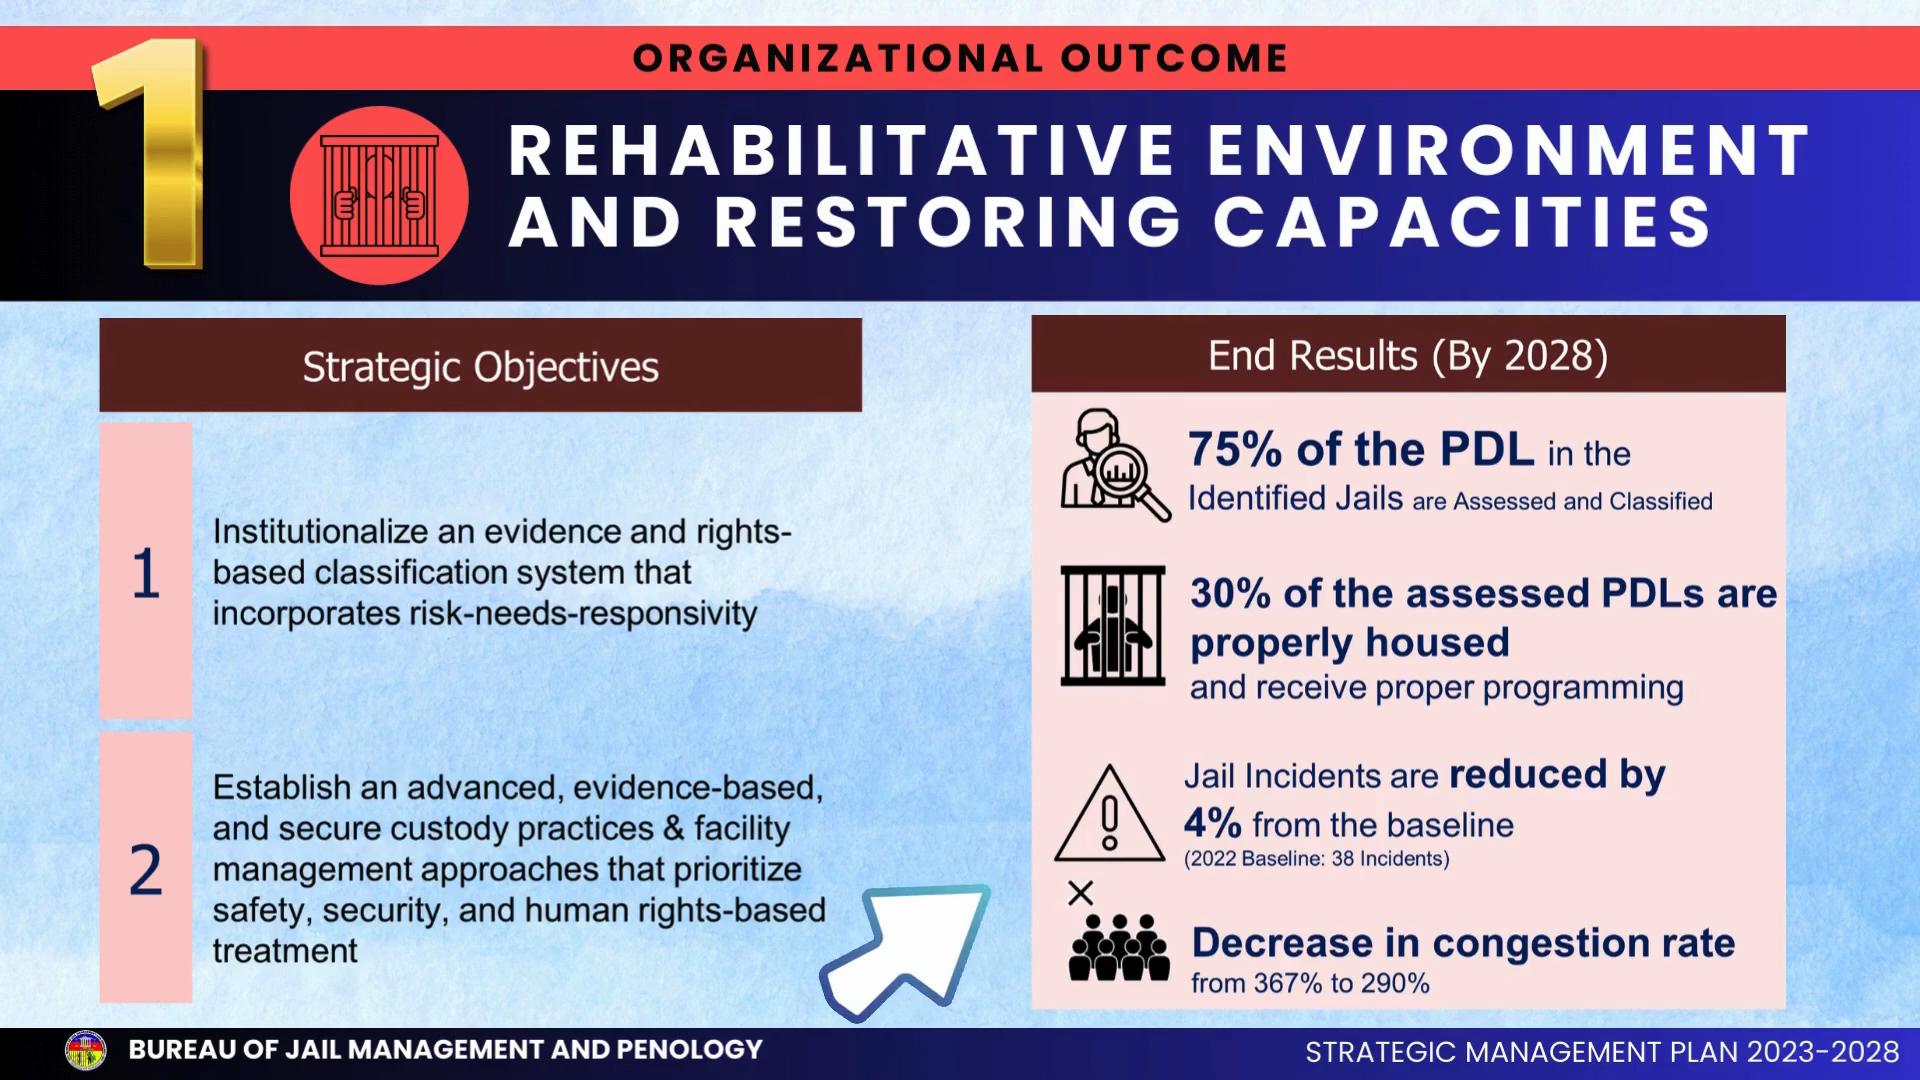 ORGANIZATIONAL OUTCOME
1
REHABILITATIVE ENVIRONMENT
AND RESTORING CAPACITIES
Strategic Objectives
1
Institutionalize an evidence and rights-
based classification system that
incorporates risk-needs-responsivity
2
Establish an advanced, evidence-based,
and secure custody practices & facility
management approaches that prioritize
safety, security, and human rights-based
treatment
End Results (By 2028)
75% of the PDL in the
Identified Jails are Assessed and Classified
30% of the assessed PDLs are
properly housed
and receive proper programming
Jail Incidents are reduced by
4% from the baseline
(2022 Baseline: 38 Incidents)
Decrease in congestion rate
from 367% to 290%
BUREAU OF JAIL MANAGEMENT AND PENOLOGY
STRATEGIC MANAGEMENT PLAN 2023-2028